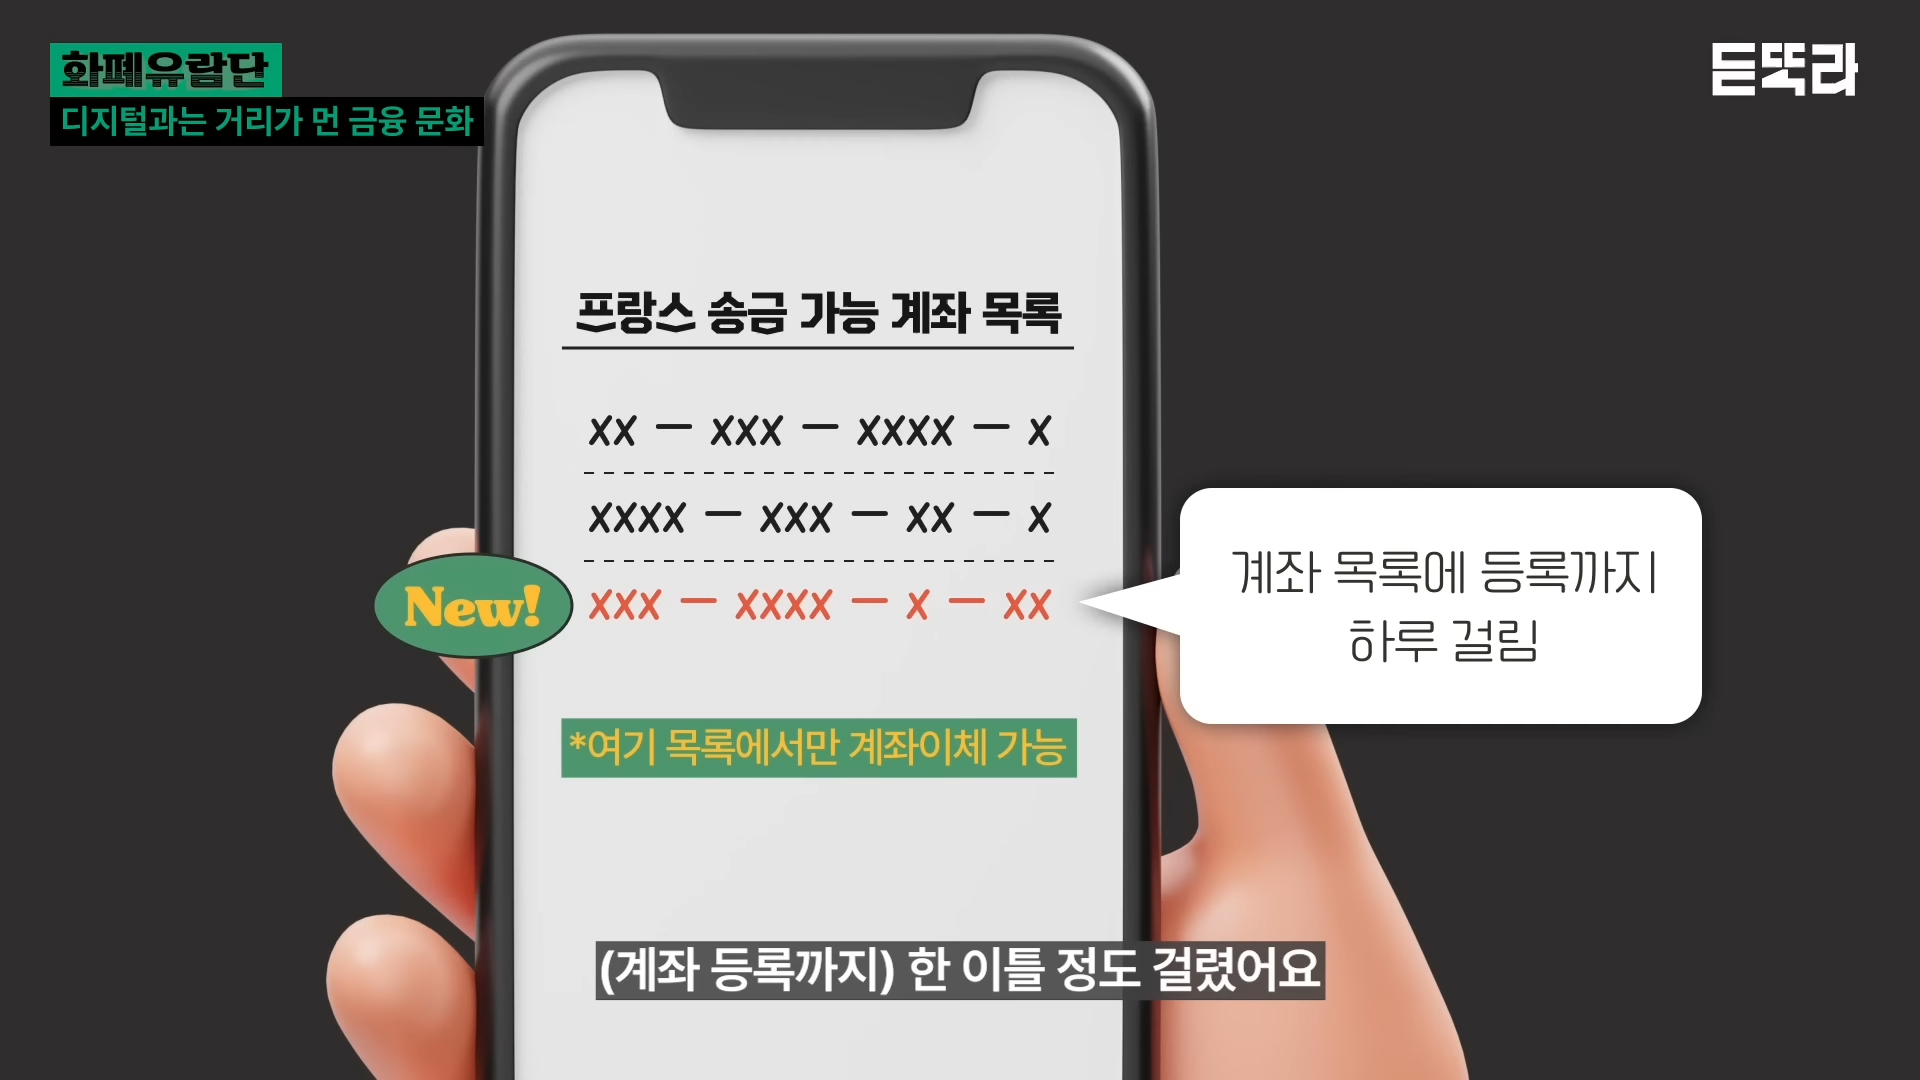 화폐유람단
디지털과는 거리가 먼 금융 문화
듣똑라
프랑스 송금 가능 계좌 목록
xx — xxx — xxxx — x
xxxx — xxx — xx — x
New!
xxx — xxxx — x — xx
계좌 목록에 등록까지
하루 걸림
*여기 목록에서만 계좌이체 가능
(계좌 등록까지) 한 이틀 정도 걸렸어요